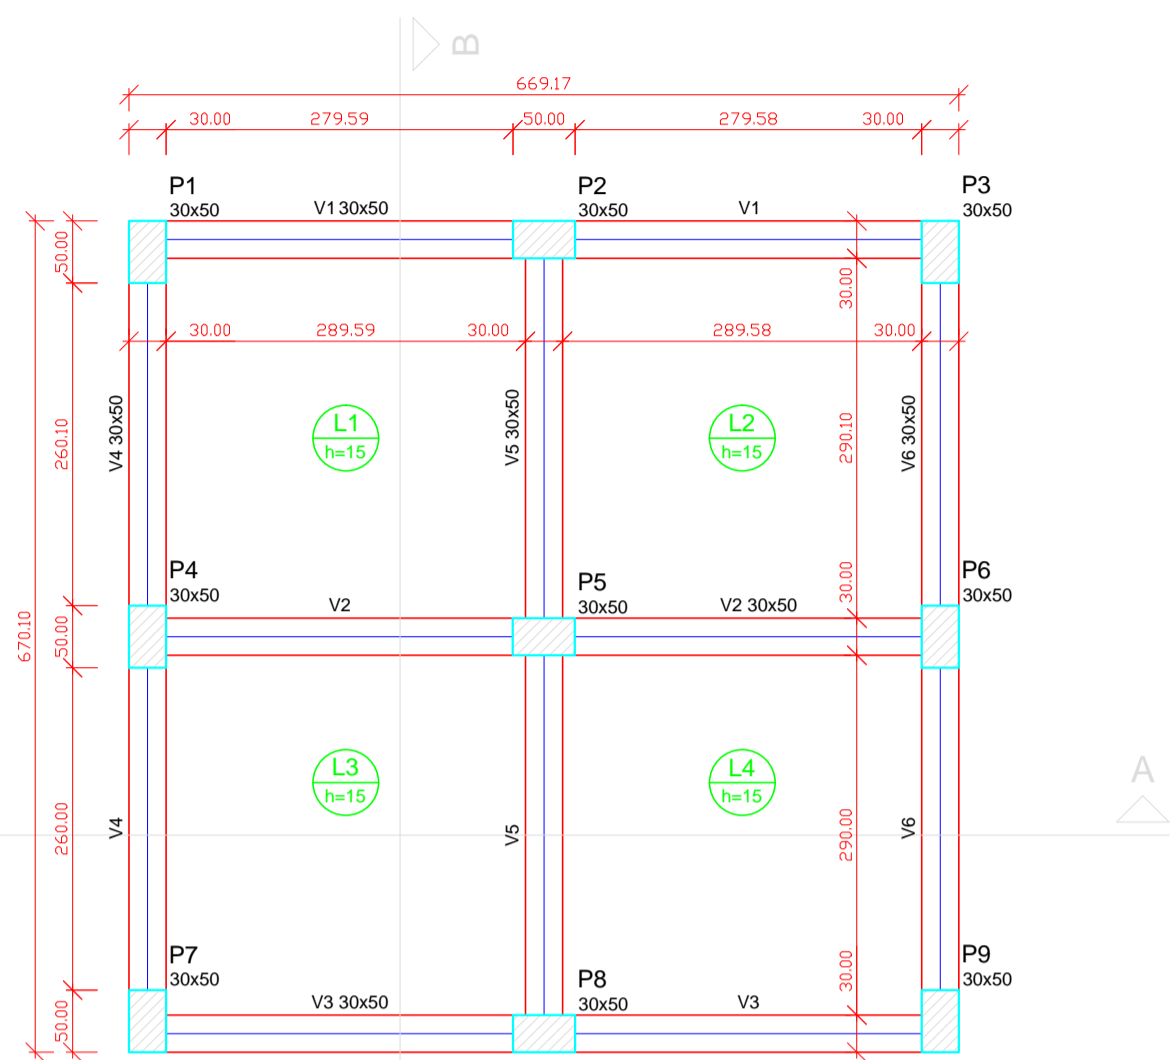 B
669.17
30.00 279.59 50.00 279.58 30.00
P1 P2 P3
30x50 V1 30x50 30x50 V1 30x50
50.00
30.00
30.00 289.59 30.00 289.58 30.00
V4 30x50
V5 30x50
V6 30x50
260.10
290.10
L1 L2
h=15 h=15
P4 P5 P6
30x50 V2 30x50 V2 30x50 30x50
30.00
50.00
670.10
L3 L4
h=15 h=15
A
260.00
V4
V5
V6
290.00
P7 P8 P9
30x50 V3 30x50 30x50 V3 30x50
30.00
50.00